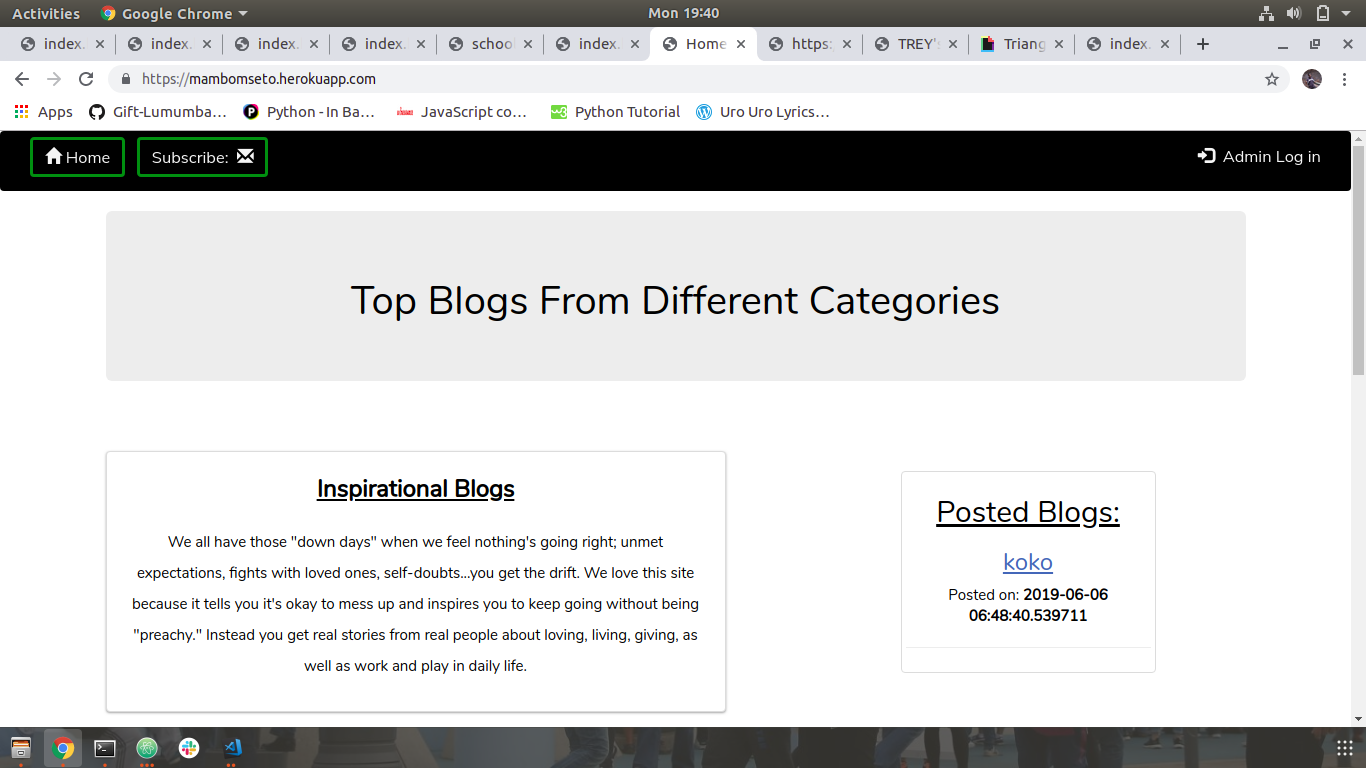 Activities Google Chrome Mon 19:40
index. index. index. index. school index. Home https: TREY's Triang index.
https://mambomseto.herokuapp.com
Apps Gift-Lumumba... Python - In Ba... JavaScript co... Python Tutorial Uro Uro Lyrics...
Home Subscribe: Admin Log in
Top Blogs From Different Categories
Inspirational Blogs
We all have those "down days" when we feel nothing's going right; unmet
expectations, fights with loved ones, self-doubts...you get the drift. We love this site
because it tells you it's okay to mess up and inspires you to keep going without being
"preachy." Instead you get real stories from real people about loving, living, giving, as
well as work and play in daily life.
Posted Blogs:
koko
Posted on: 2019-06-06
06:48:40.539711